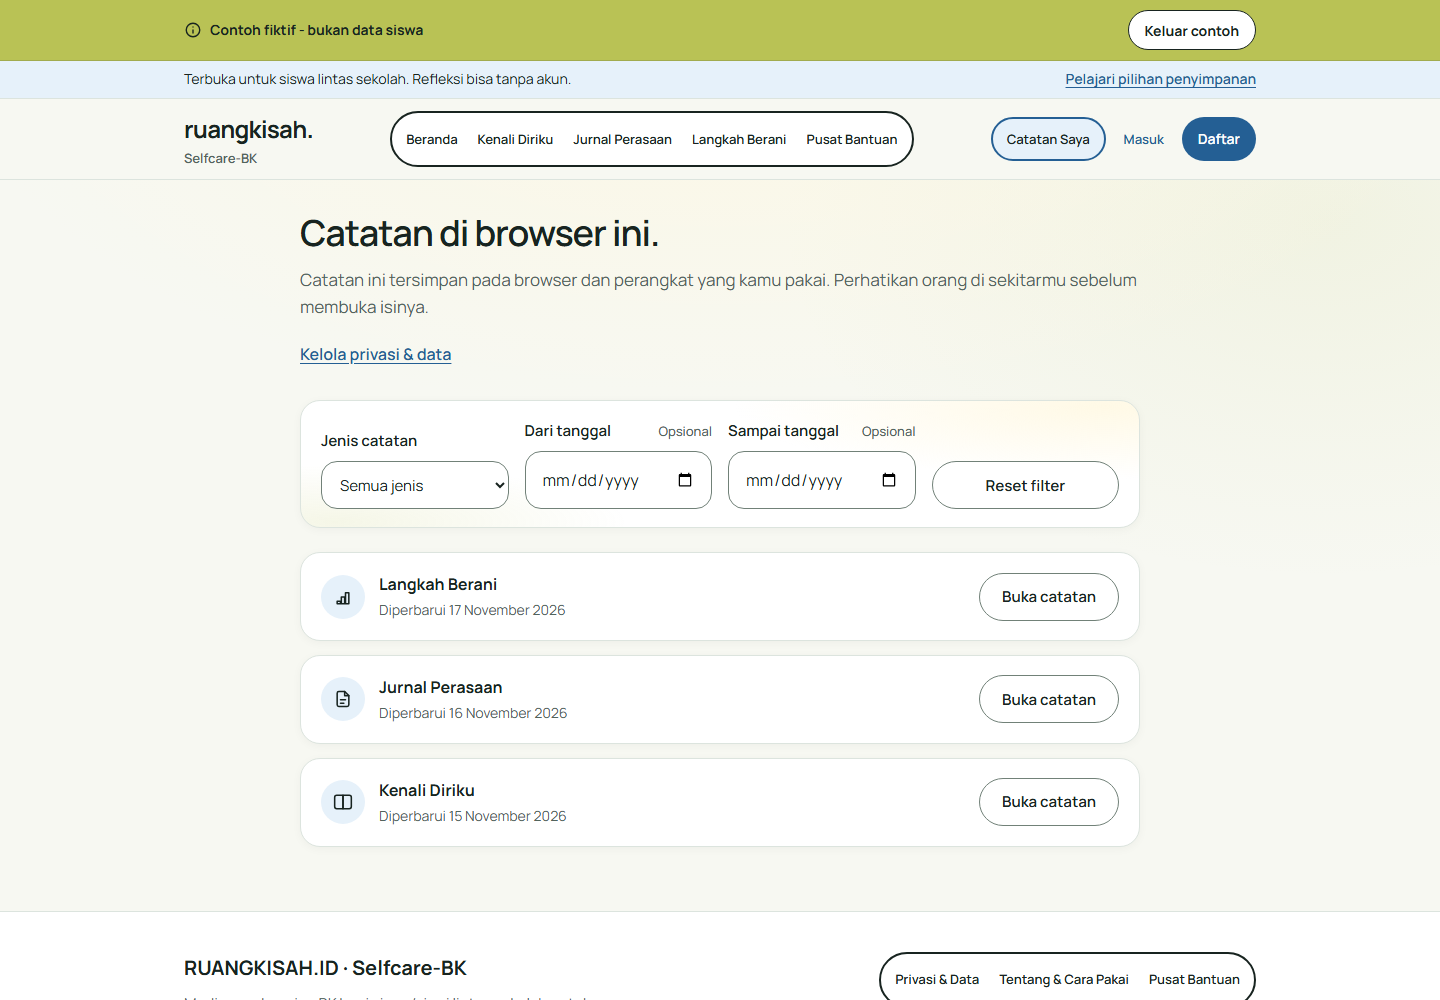 Contoh fiktif - bukan data siswa
Keluar contoh
Terbuka untuk siswa lintas sekolah. Refleksi bisa tanpa akun.
Pelajari pilihan penyimpanan
ruangkisah.
Selfcare-BK
Beranda
Kenali Diriku
Jurnal Perasaan
Langkah Berani
Pusat Bantuan
Catatan Saya
Masuk
Daftar
Catatan di browser ini.
Catatan ini tersimpan pada browser dan perangkat yang kamu pakai. Perhatikan orang di sekitarmu sebelum
membuka isinya.
Kelola privasi & data
Jenis catatan
Semua jenis
Dari tanggal
Opsional
mm/dd/yyyy
Sampai tanggal
Opsional
mm/dd/yyyy
Reset filter
Langkah Berani
Diperbarui 17 November 2026
Buka catatan
Jurnal Perasaan
Diperbarui 16 November 2026
Buka catatan
Kenali Diriku
Diperbarui 15 November 2026
Buka catatan
RUANGKISAH.ID · Selfcare-BK
Privasi & Data
Tentang & Cara Pakai
Pusat Bantuan